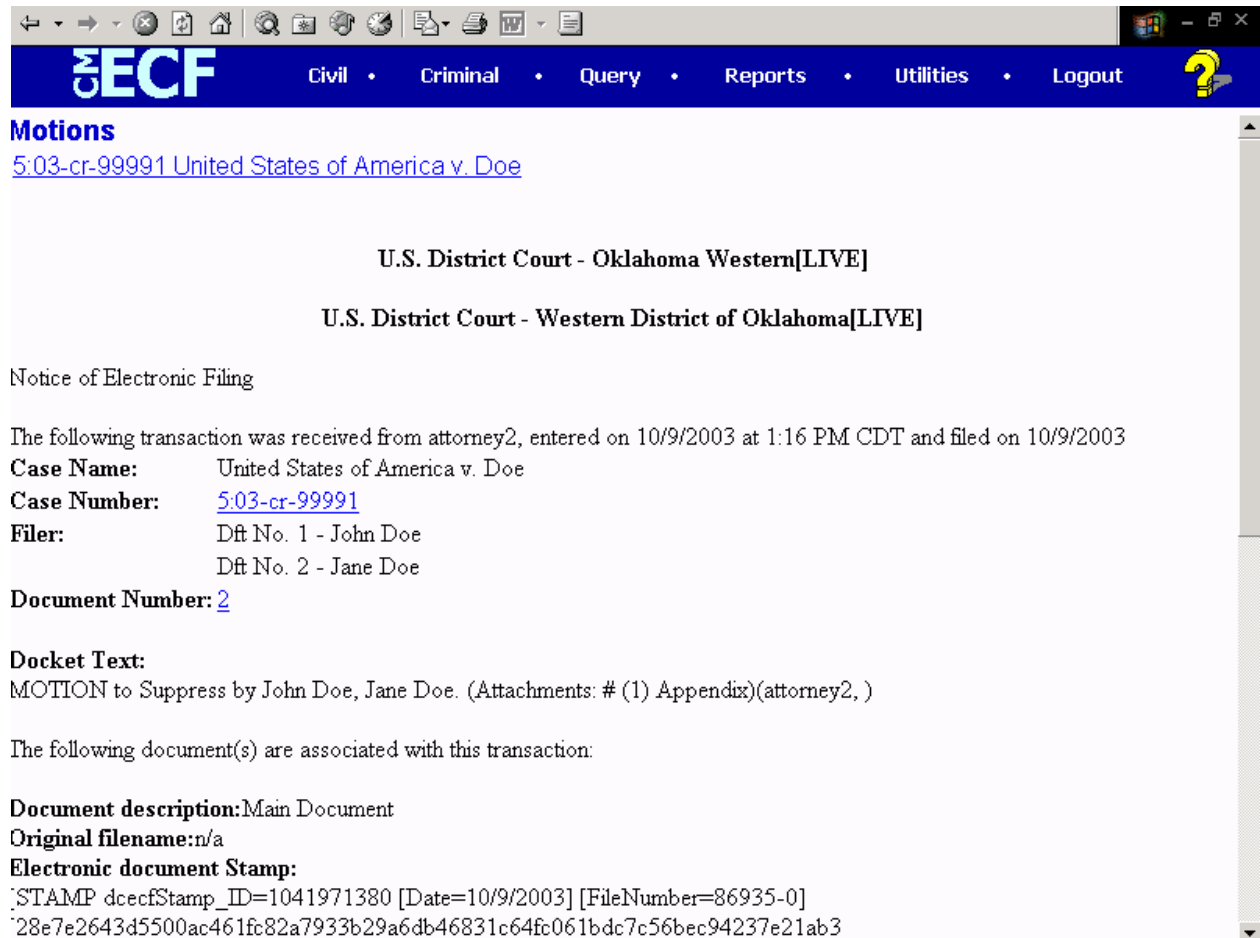 CM ECF Civil • Criminal • Query • Reports • Utilities • Logout ?
Motions
5:03-cr-99991 United States of America v. Doe
U.S. District Court - Oklahoma Western[LIVE]
U.S. District Court - Western District of Oklahoma[LIVE]
Notice of Electronic Filing
The following transaction was received from attorney2, entered on 10/9/2003 at 1:16 PM CDT and filed on 10/9/2003
Case Name: United States of America v. Doe
Case Number: 5:03-cr-99991
Filer: Dft No. 1 - John Doe
Dft No. 2 - Jane Doe
Document Number: 2
Docket Text:
MOTION to Suppress by John Doe, Jane Doe. (Attachments: # (1) Appendix)(attorney2, )
The following document(s) are associated with this transaction:
Document description:Main Document
Original filename:n/a
Electronic document Stamp:
[STAMP dcecfStamp_ID=1041971380 [Date=10/9/2003] [FileNumber=86935-0]
[28e7e2643d5500ac461fc82a7933b29a6db46831c64fc061bdc7c56bec94237e21ab3